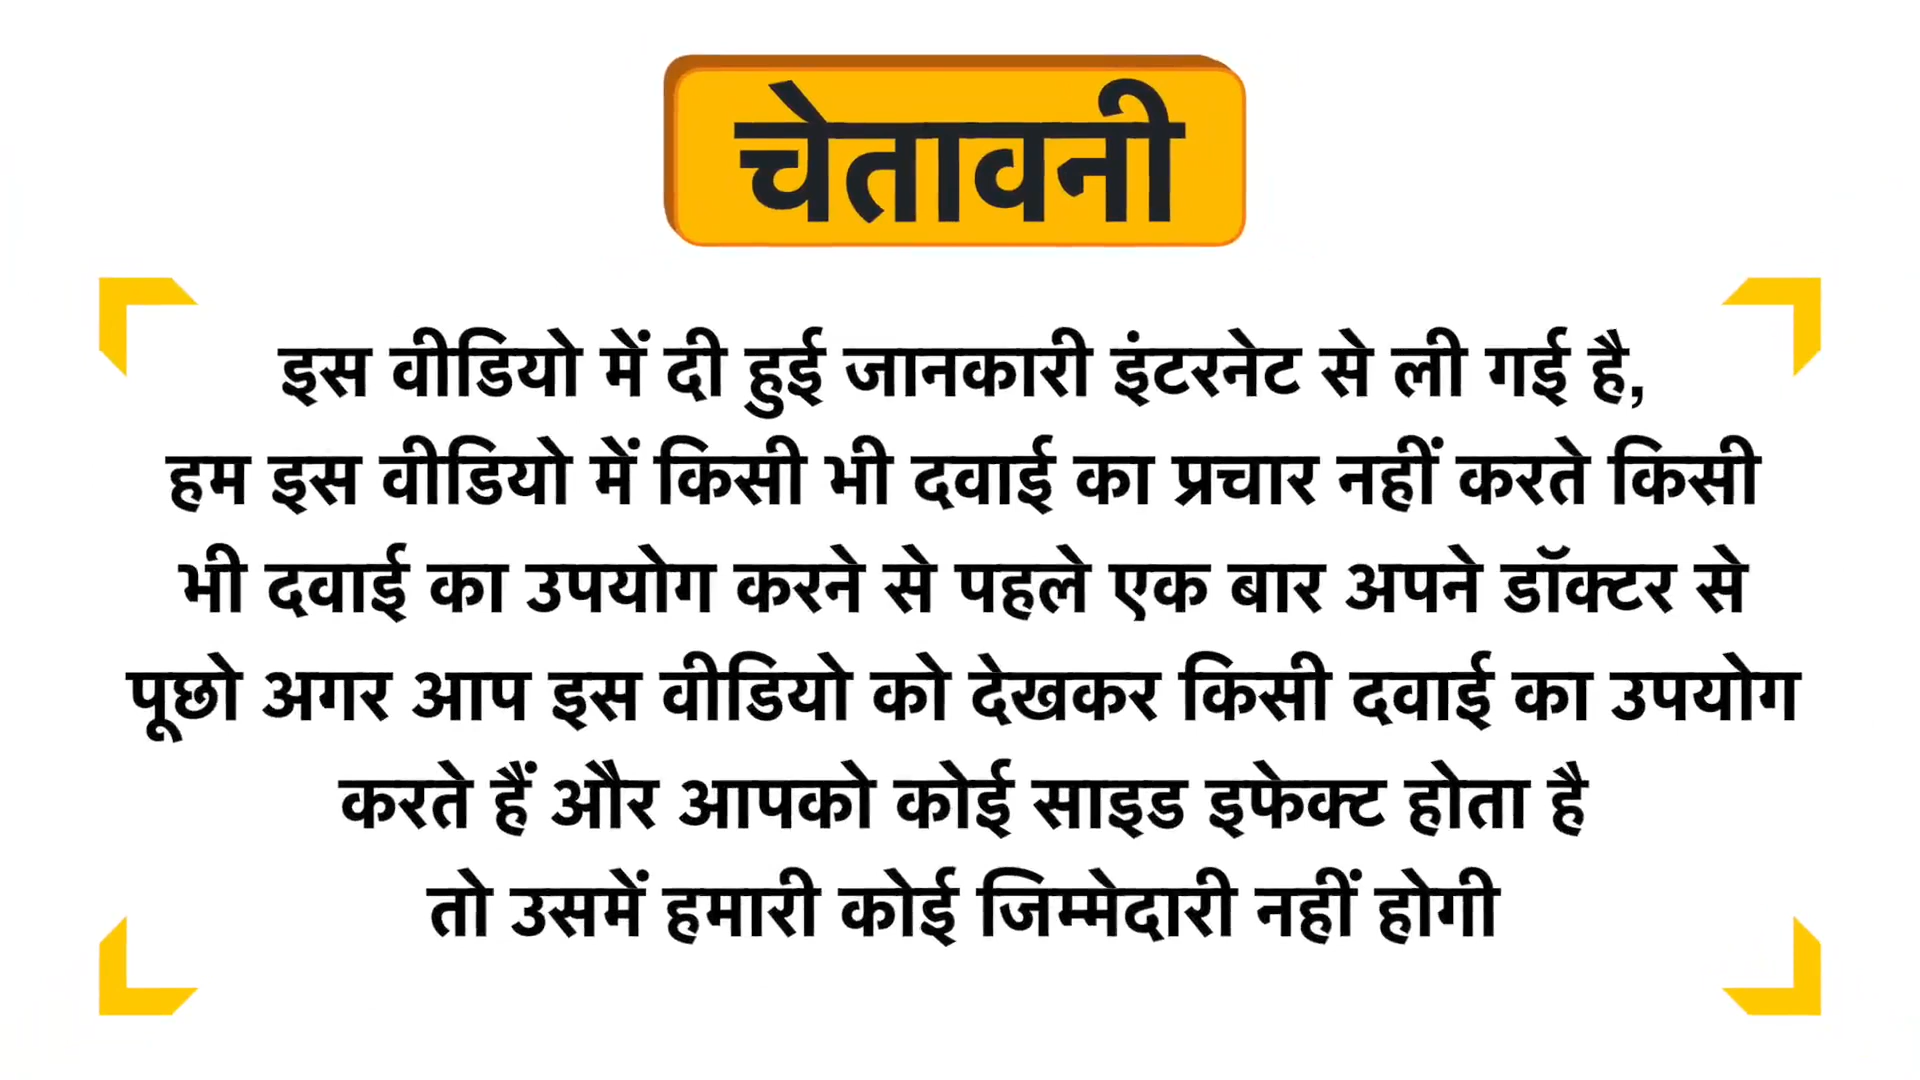 चेतावनी
इस वीडियो में दी हुई जानकारी इंटरनेट से ली गई है,
हम इस वीडियो में किसी भी दवाई का प्रचार नहीं करते किसी
भी दवाई का उपयोग करने से पहले एक बार अपने डॉक्टर से
पूछो अगर आप इस वीडियो को देखकर किसी दवाई का उपयोग
करते हैं और आपको कोई साइड इफेक्ट होता है
तो उसमें हमारी कोई जिम्मेदारी नहीं होगी